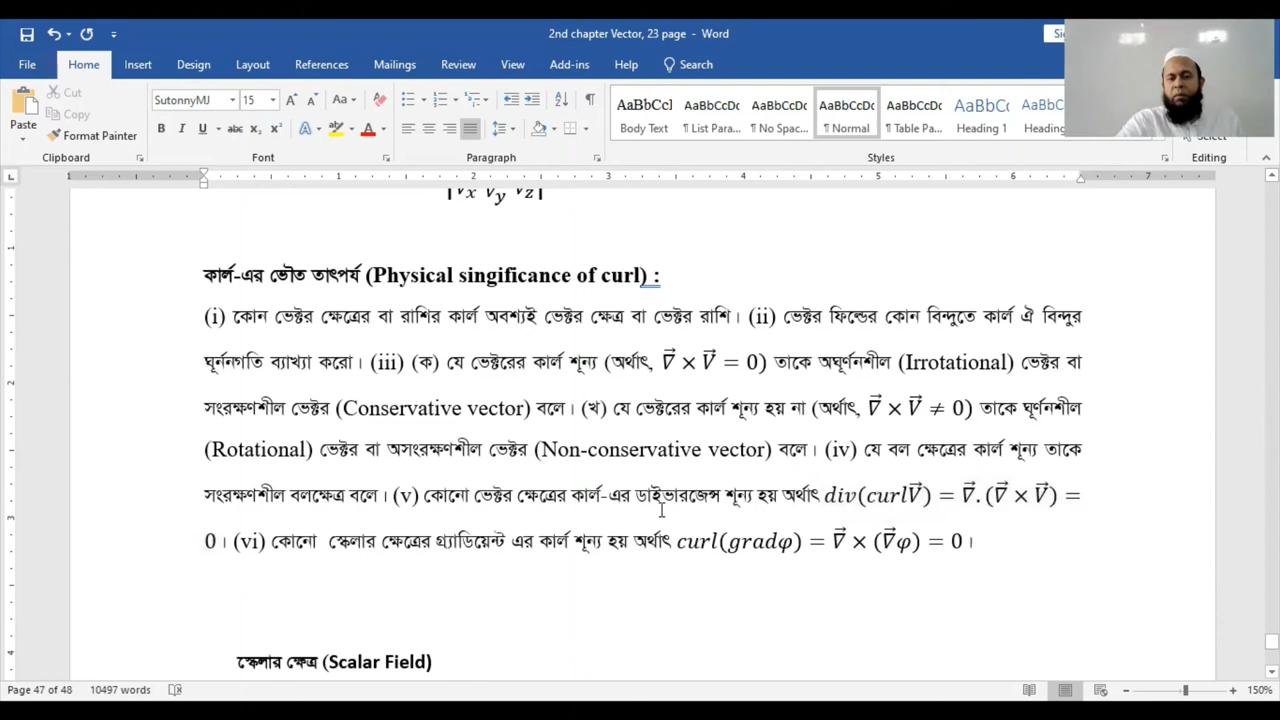 2nd chapter Vector, 23 page - Word
File Home Insert Design Layout References Mailings Review View Add-ins Help Search
Cut
Copy
Paste Format Painter
SutonnyMJ 15
AaBbCcI AaBbCcDc AaBbCcDc AaBbCcDc AaBbCcDc AaBbCc AaBbCc
Body Text ¶ List Para... ¶ No Spac... ¶ Normal ¶ Table Pa... Heading 1 Heading
Clipboard Font Paragraph Styles Editing
কার্ল-এর ভৌত তাৎপর্য (Physical singificance of curl) :
(i) কোন ভেক্টর ক্ষেত্রের বা রাশির কার্ল অবশ্যই ভেক্টর ক্ষেত্র বা ভেক্টর রাশি। (ii) ভেক্টর ফিল্ডের কোন বিন্দুতে কার্ল ঐ বিন্দুর
ঘূর্ননগতি ব্যাখ্যা করো। (iii) (ক) যে ভেক্টরের কার্ল শূন্য (অর্থাৎ, ∇⃗ × V⃗ = 0) তাকে অঘূর্ণনশীল (Irrotational) ভেক্টর বা
সংরক্ষণশীল ভেক্টর (Conservative vector) বলে। (খ) যে ভেক্টরের কার্ল শূন্য হয় না (অর্থাৎ, ∇⃗ × V⃗ ≠ 0) তাকে ঘূর্ণনশীল
(Rotational) ভেক্টর বা অসংরক্ষণশীল ভেক্টর (Non-conservative vector) বলে। (iv) যে বল ক্ষেত্রের কার্ল শূন্য তাকে
সংরক্ষণশীল বলক্ষেত্র বলে। (v) কোনো ভেক্টর ক্ষেত্রের কার্ল-এর ডাইভারজেন্স শূন্য হয় অর্থাৎ div(curlV⃗) = ∇⃗.(∇⃗ × V⃗) =
0। (vi) কোনো স্কেলার ক্ষেত্রের গ্র্যাডিয়েন্ট এর কার্ল শূন্য হয় অর্থাৎ curl(gradφ) = ∇⃗ × (∇⃗φ) = 0।
স্কেলার ক্ষেত্র (Scalar Field)
Page 47 of 48 10497 words 150%